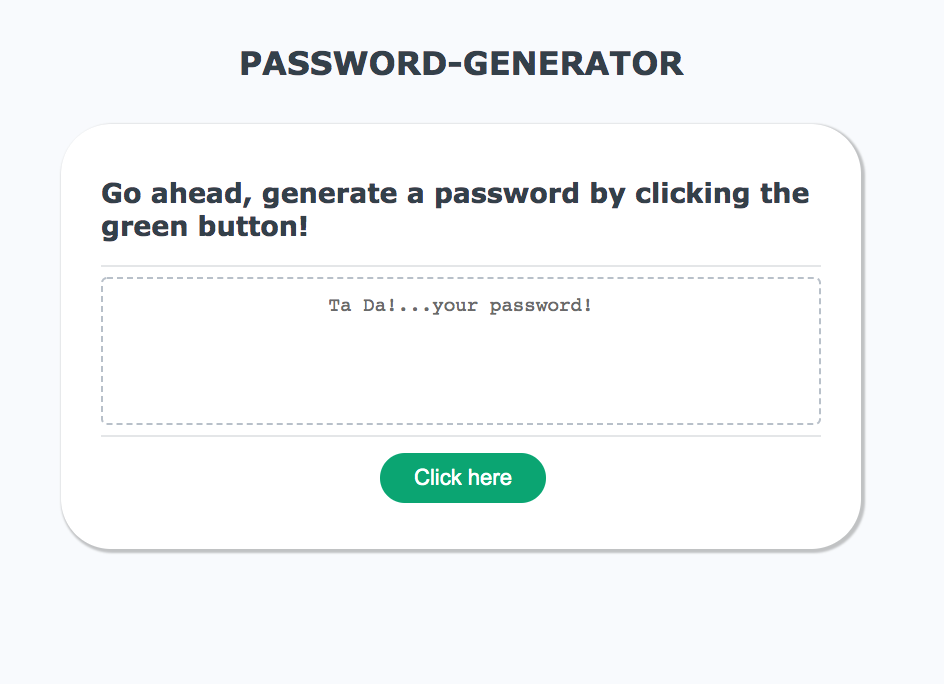 PASSWORD-GENERATOR
Go ahead, generate a password by clicking the
green button!
Ta Da!...your password!
Click here